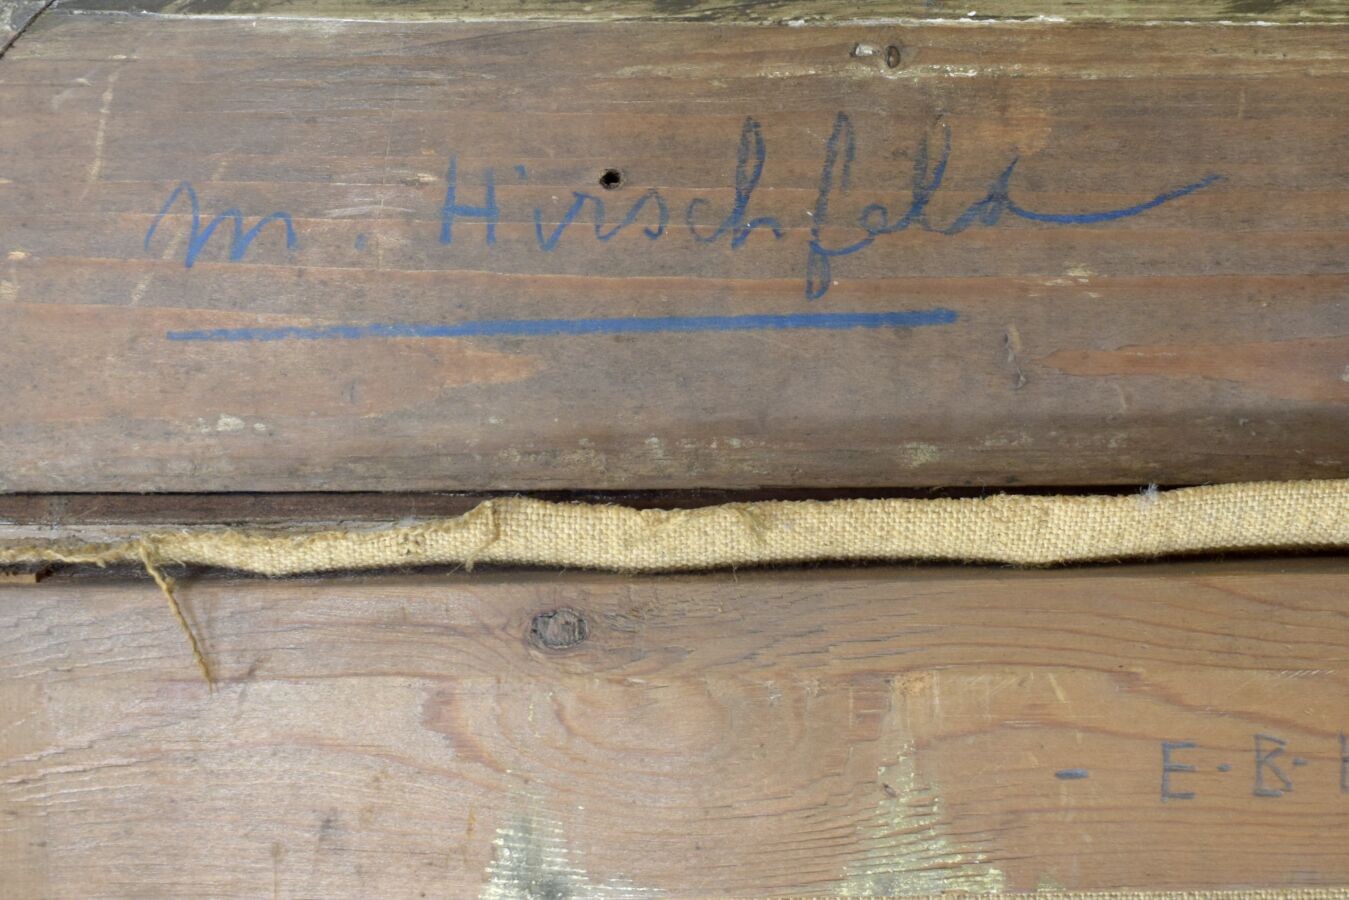 m. Hirschfeld
- E. B.